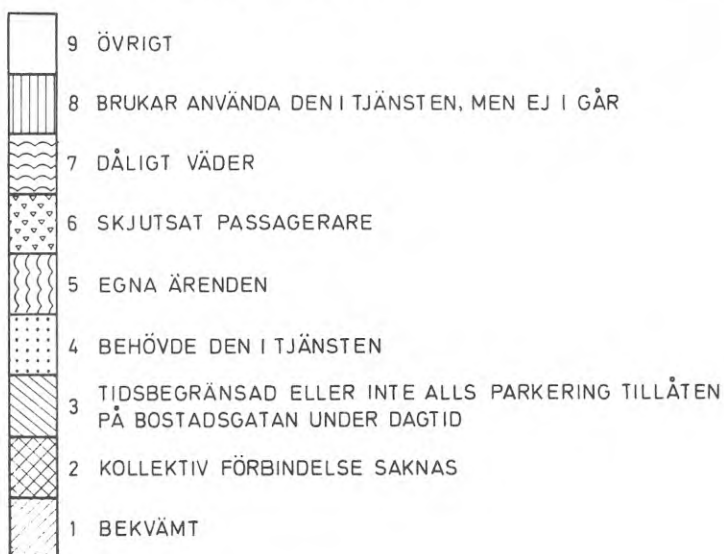 9 ÖVRIGT
8 BRUKAR ANVÄNDA DEN I TJÄNSTEN, MEN EJ I GÅR
7 DÅLIGT VÄDER
6 SKJUTSAT PASSAGERARE
5 EGNA ÄRENDEN
4 BEHÖVDE DEN I TJÄNSTEN
3 TIDSBEGRÄNSAD ELLER INTE ALLS PARKERING TILLÅTEN
PÅ BOSTADSGATAN UNDER DAGTID
2 KOLLEKTIV FÖRBINDELSE SAKNAS
1 BEKVÄMT